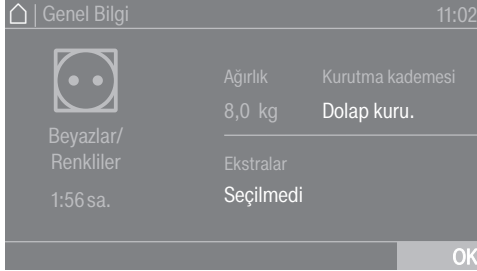 Genel Bilgi 11:02
Ağırlık Kurutma kademesi
8,0 kg Dolap kuru.
Beyazlar/
Renkliler
1:56 sa.
Ekstralar
Seçilmedi
OK